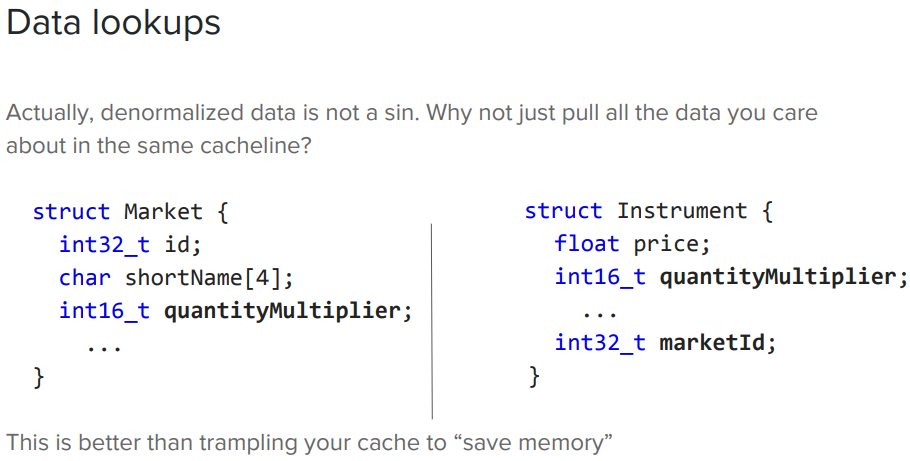 Data lookups
Actually, denormalized data is not a sin. Why not just pull all the data you care
about in the same cacheline?
struct Market {
int32_t id;
char shortName[4];
int16_t quantityMultiplier;
...
}
struct Instrument {
float price;
int16_t quantityMultiplier;
...
int32_t marketId;
}
This is better than trampling your cache to “save memory”